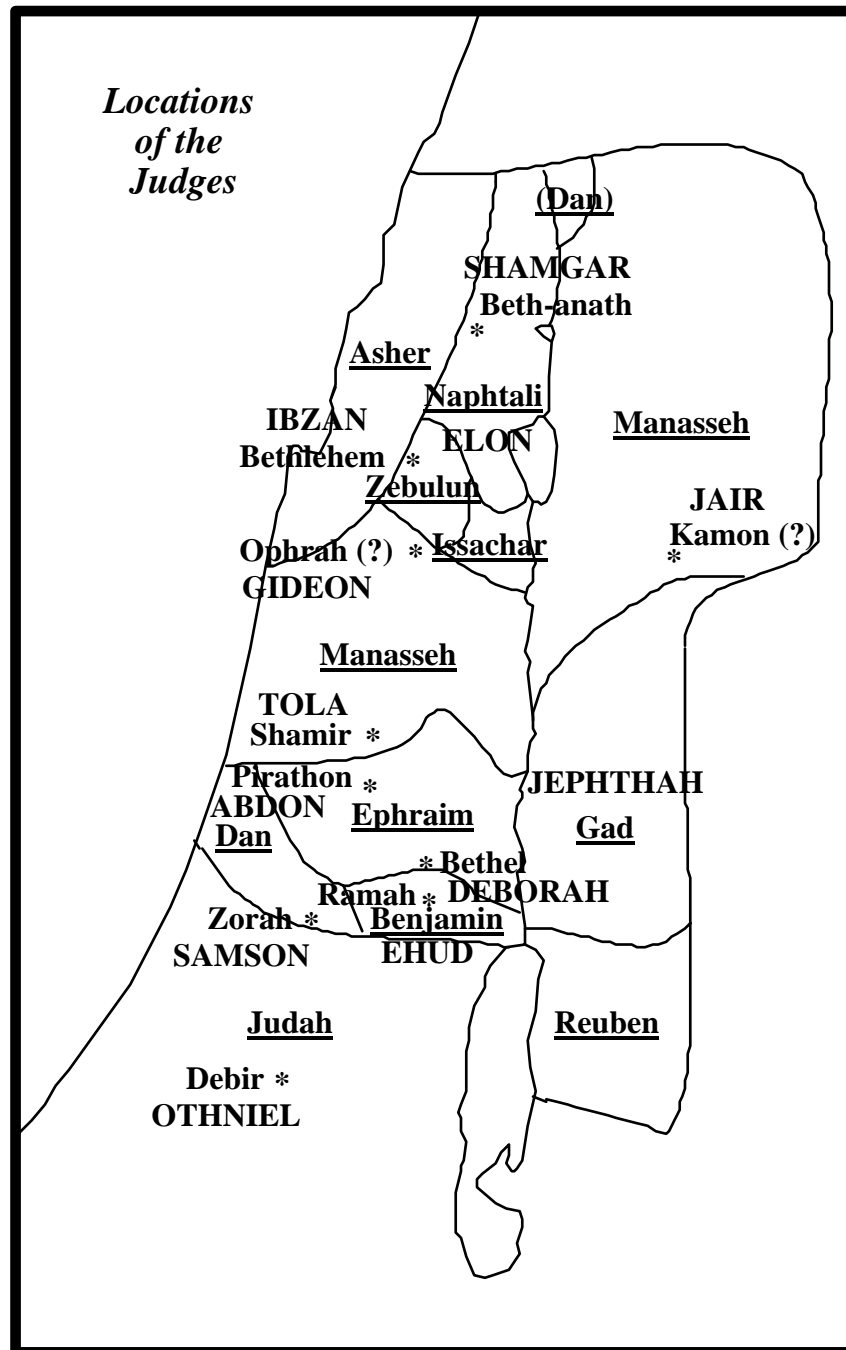 Locations
of the
Judges
(Dan)
SHAMGAR
Beth-anath
*
Asher
Naphtali
Manasseh
IBZAN
ELON
Bethlehem *
Zebulun
JAIR
Kamon (?)
*
Ophrah (?) * Issachar
GIDEON
Manasseh
TOLA
Shamir *
Pirathon *
JEPHTHAH
ABDON
Ephraim
Dan
Gad
* Bethel
Ramah * DEBORAH
Zorah * Benjamin
SAMSON
EHUD
Judah
Reuben
Debir *
OTHNIEL